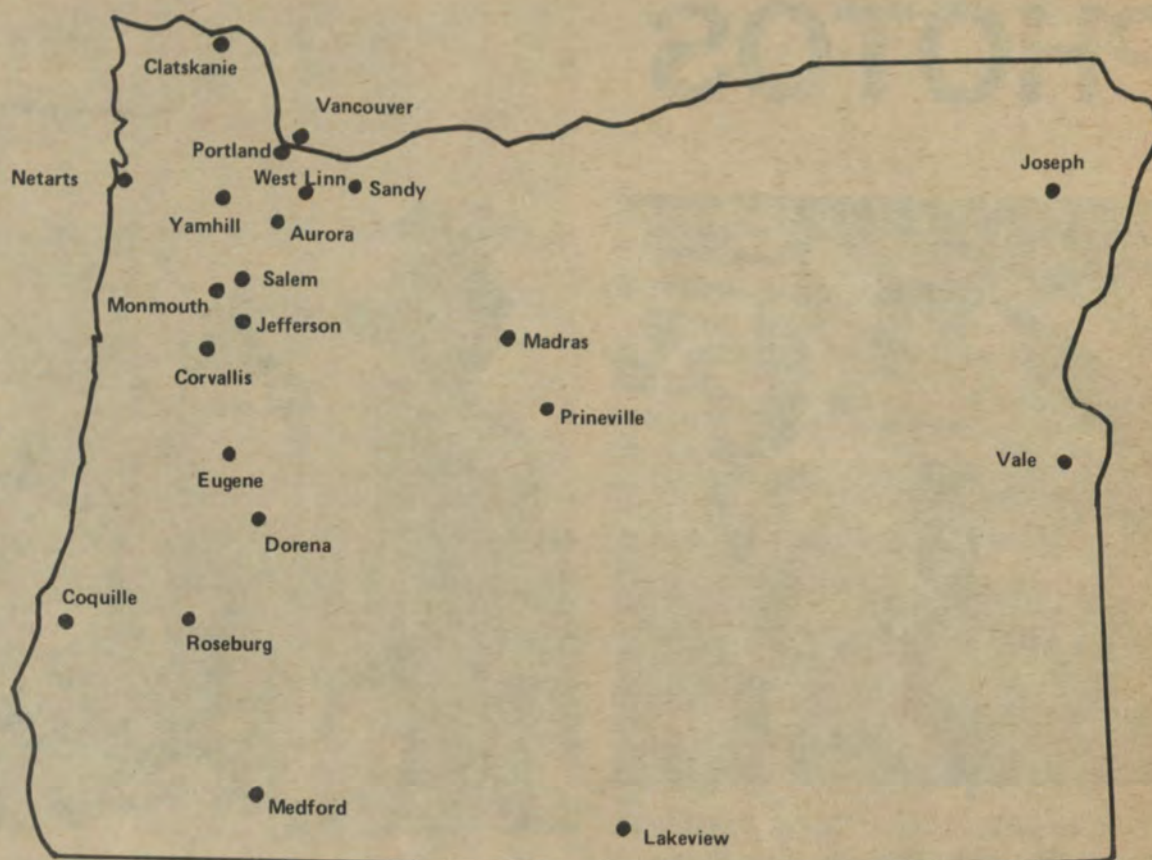 Clatskanie
Vancouver
Portland
Netarts
West Linn
Sandy
Joseph
Yamhill
Aurora
Salem
Monmouth
Jefferson
Madras
Corvallis
Prineville
Eugene
Vale
Dorena
Coquille
Roseburg
Medford
Lakeview